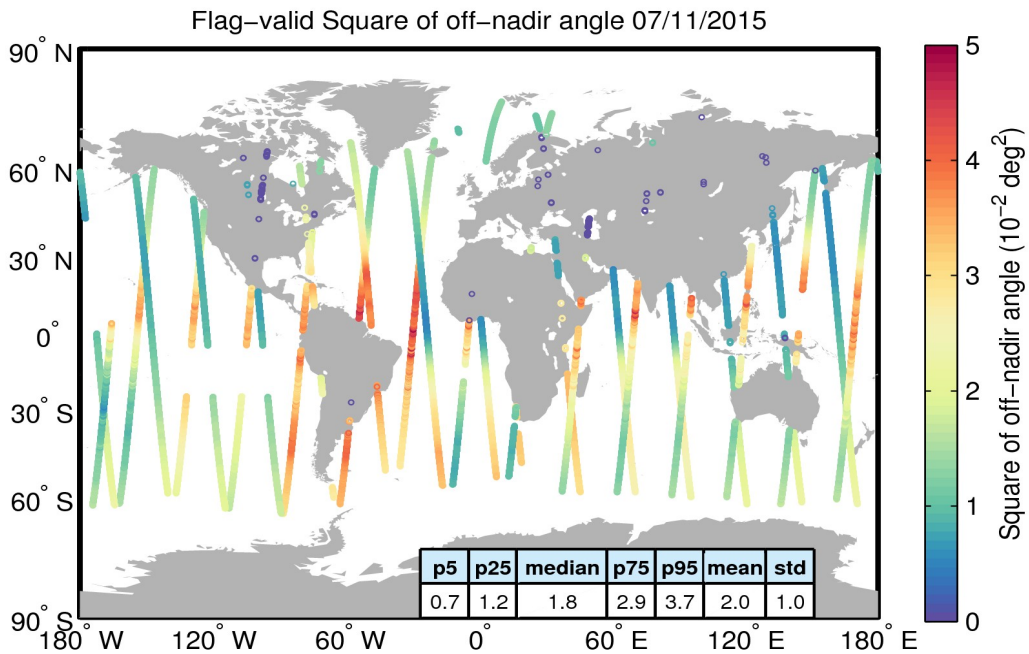 Flag−valid Square of off−nadir angle 07/11/2015
90° N
60° N
30° N
0°
30° S
60° S
90° S
180° W
120° W
60° W
0°
60° E
120° E
180° E
p5 p25 median p75 p95 mean std
0.7 1.2 1.8 2.9 3.7 2.0 1.0
5
4
3
2
1
0
Square of off−nadir angle (10⁻² deg²)